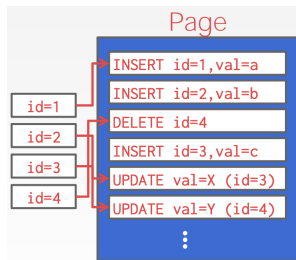 Page
INSERT id=1,val=a
INSERT id=2,val=b
DELETE id=4
INSERT id=3,val=c
UPDATE val=X (id=3)
UPDATE val=Y (id=4)
id=1
id=2
id=3
id=4